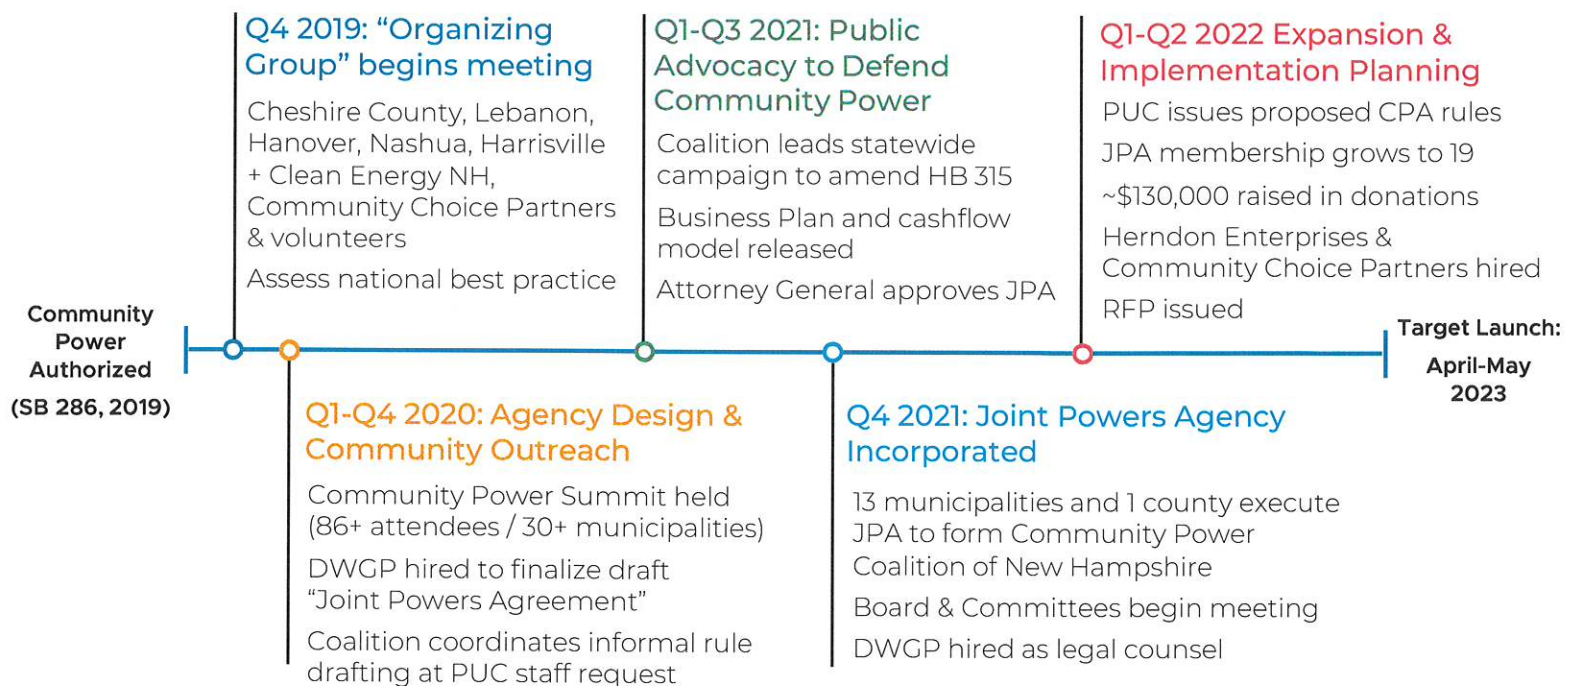 Q4 2019: “Organizing
Group” begins meeting
Cheshire County, Lebanon,
Hanover, Nashua, Harrisville
+ Clean Energy NH,
Community Choice Partners
& volunteers
Assess national best practice
Q1-Q3 2021: Public
Advocacy to Defend
Community Power
Coalition leads statewide
campaign to amend HB 315
Business Plan and cashflow
model released
Attorney General approves JPA
Q1-Q2 2022 Expansion &
Implementation Planning
PUC issues proposed CPA rules
JPA membership grows to 19
~$130,000 raised in donations
Herndon Enterprises &
Community Choice Partners hired
RFP issued
Community
Power
Authorized
(SB 286, 2019)
Target Launch:
April-May
2023
Q1-Q4 2020: Agency Design &
Community Outreach
Community Power Summit held
(86+ attendees / 30+ municipalities)
DWGP hired to finalize draft
“Joint Powers Agreement”
Coalition coordinates informal rule
drafting at PUC staff request
Q4 2021: Joint Powers Agency
Incorporated
13 municipalities and 1 county execute
JPA to form Community Power
Coalition of New Hampshire
Board & Committees begin meeting
DWGP hired as legal counsel